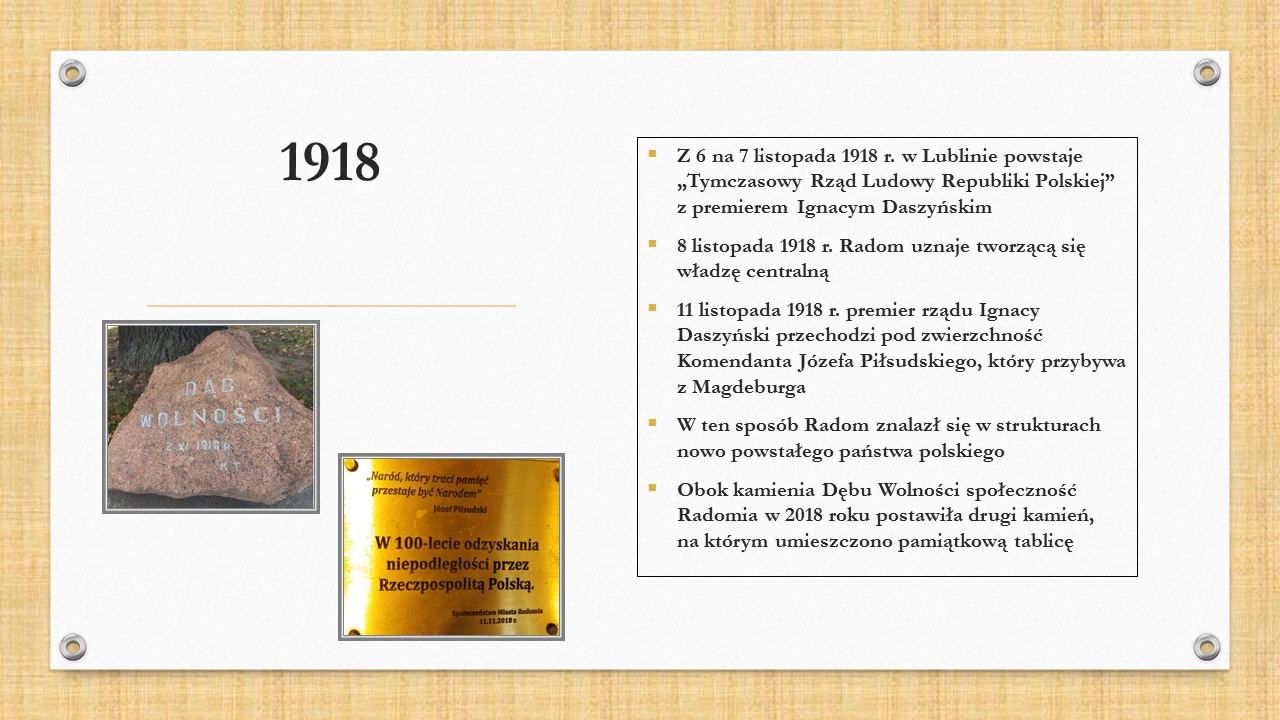 1918
Z 6 na 7 listopada 1918 r. w Lublinie powstaje
„Tymczasowy Rząd Ludowy Republiki Polskiej”
z premierem Ignacym Daszyńskim
8 listopada 1918 r. Radom uznaje tworzącą się
władzę centralną
11 listopada 1918 r. premier rządu Ignacy
Daszyński przechodzi pod zwierzchność
Komendanta Józefa Piłsudskiego, który przybywa
z Magdeburga
W ten sposób Radom znalazł się w strukturach
nowo powstałego państwa polskiego
Obok kamienia Dębu Wolności społeczność
Radomia w 2018 roku postawiła drugi kamień,
na którym umieszczono pamiątkową tablicę
DĄB
WOLNOŚCI
2 XI 1918 R.
K T
„Naród, który traci pamięć
przestaje być Narodem”
Józef Piłsudski
W 100-lecie odzyskania
niepodległości przez
Rzeczpospolitą Polską.
Społeczeństwo Miasta Radomia
11.11.2018 r.